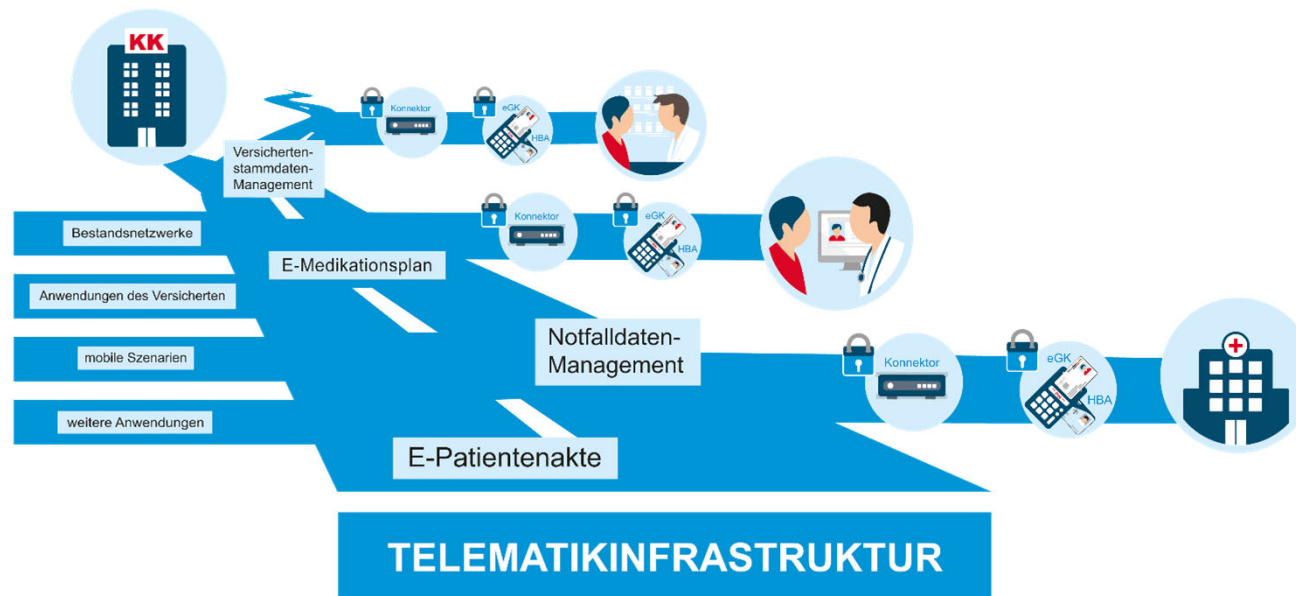 KK
Konnektor
eGK
HBA
Versicherten-
stammdaten-
Management
Konnektor
eGK
HBA
Bestandsnetzwerke
E-Medikationsplan
Anwendungen des Versicherten
Notfalldaten-
Management
mobile Szenarien
Konnektor
eGK
HBA
weitere Anwendungen
E-Patientenakte
TELEMATIKINFRASTRUKTUR